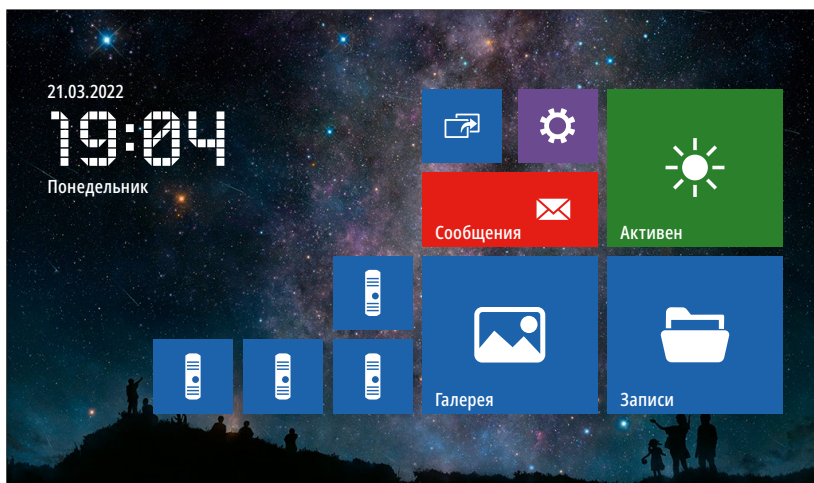 21.03.2022
19:04
Понедельник
Сообщения
Активен
Галерея
Записи